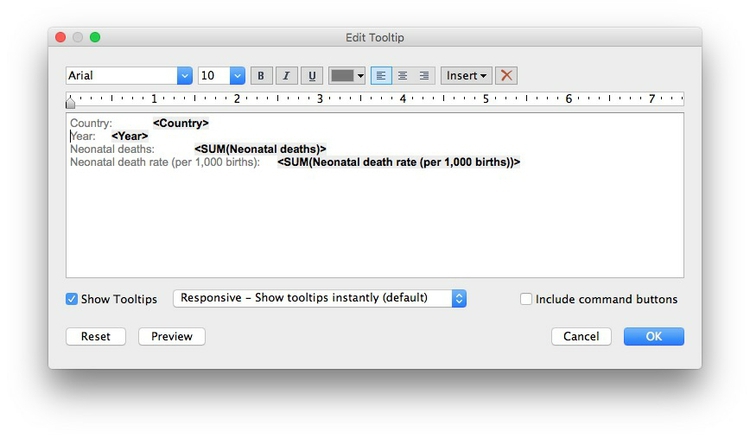 Edit Tooltip
Arial 10 B I U Insert
1 2 3 4 5 6 7
Country: <Country>
Year: <Year>
Neonatal deaths: <SUM(Neonatal deaths)>
Neonatal death rate (per 1,000 births): <SUM(Neonatal death rate (per 1,000 births))>
Show Tooltips Responsive – Show tooltips instantly (default) Include command buttons
Reset Preview Cancel OK